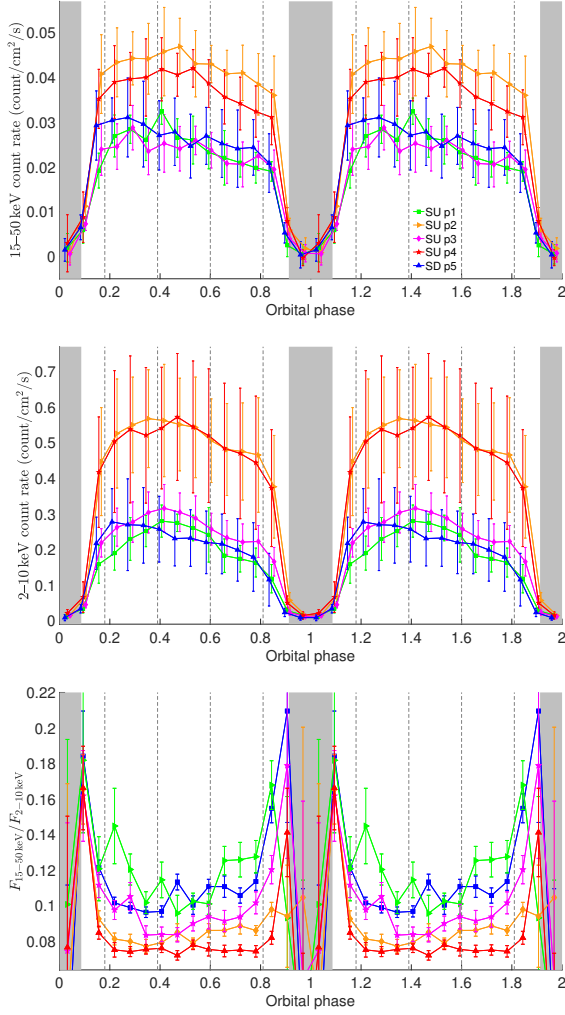 15–50 keV count rate (count/cm²/s)
0.05
0.04
0.03
0.02
0.01
0
SU p1
SU p2
SU p3
SU p4
SD p5
0 0.2 0.4 0.6 0.8 1 1.2 1.4 1.6 1.8 2
Orbital phase
2–10 keV count rate (count/cm²/s)
0.7
0.6
0.5
0.4
0.3
0.2
0.1
0
0 0.2 0.4 0.6 0.8 1 1.2 1.4 1.6 1.8 2
Orbital phase
F15–50 keV/F2–10 keV
0.22
0.2
0.18
0.16
0.14
0.12
0.1
0.08
0 0.2 0.4 0.6 0.8 1 1.2 1.4 1.6 1.8 2
Orbital phase